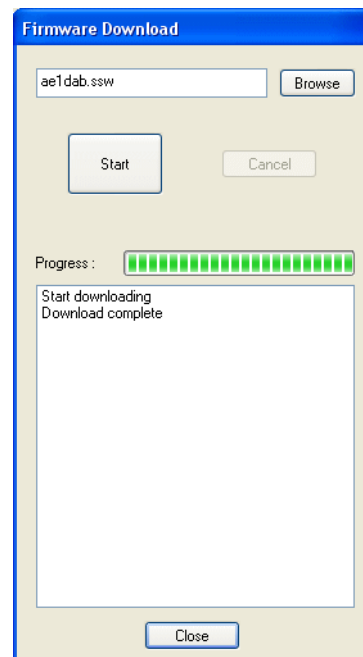 Firmware Download
ae1dab.ssw Browse
Start Cancel
Progress :
Start downloading
Download complete
Close